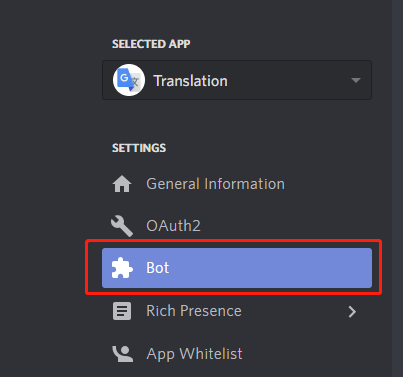 SELECTED APP
Translation
SETTINGS
General Information
OAuth2
Bot
Rich Presence
App Whitelist